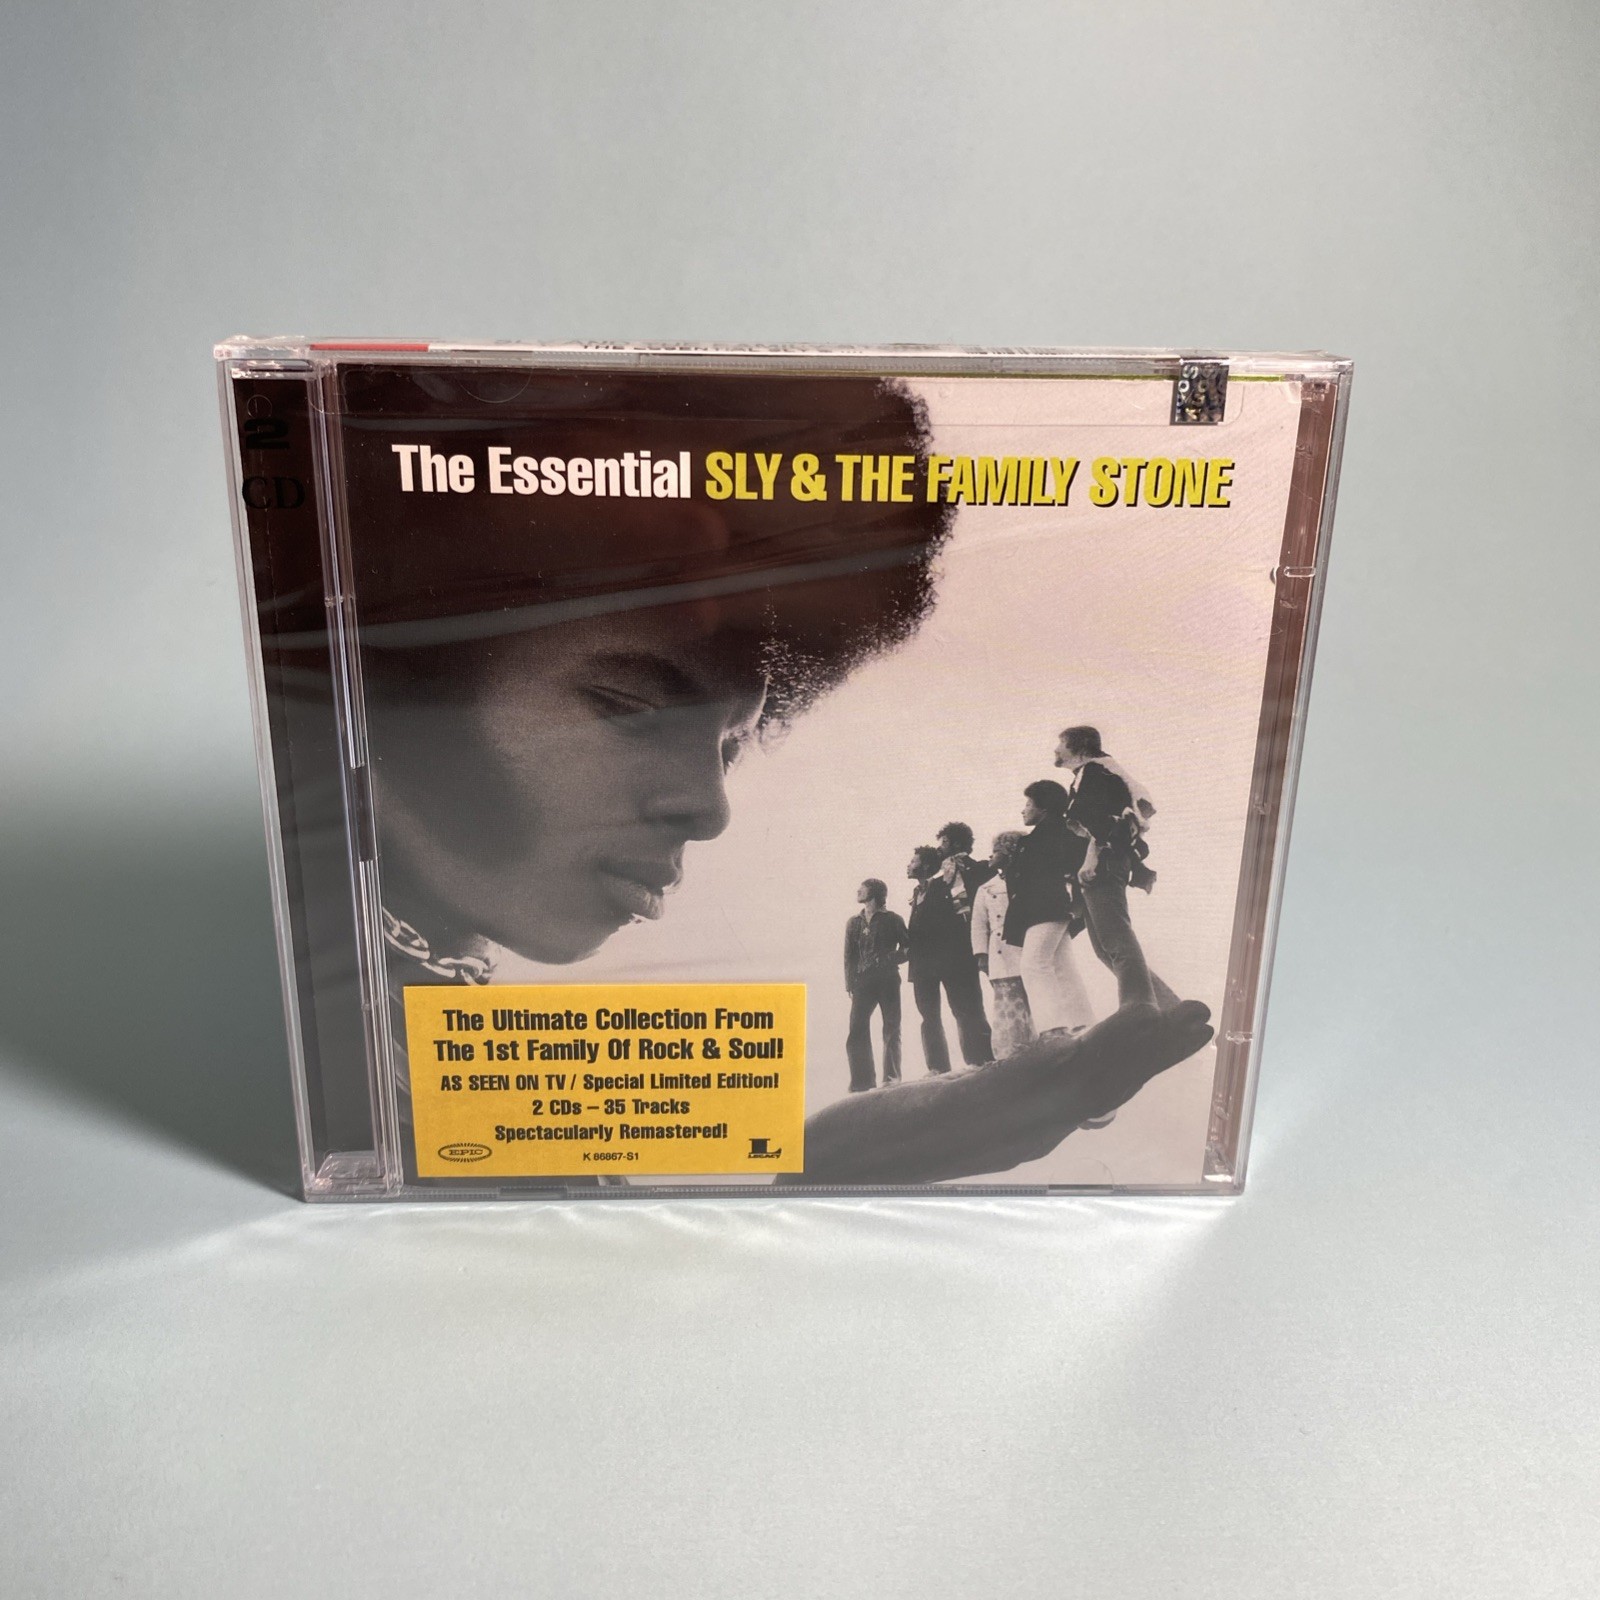 2
CD
The Essential SLY & THE FAMILY STONE
The Ultimate Collection From
The 1st Family Of Rock & Soul!
AS SEEN ON TV / Special Limited Edition!
2 CDs – 35 Tracks
Spectacularly Remastered!
EPIC
K 86867-S1
LEGACY